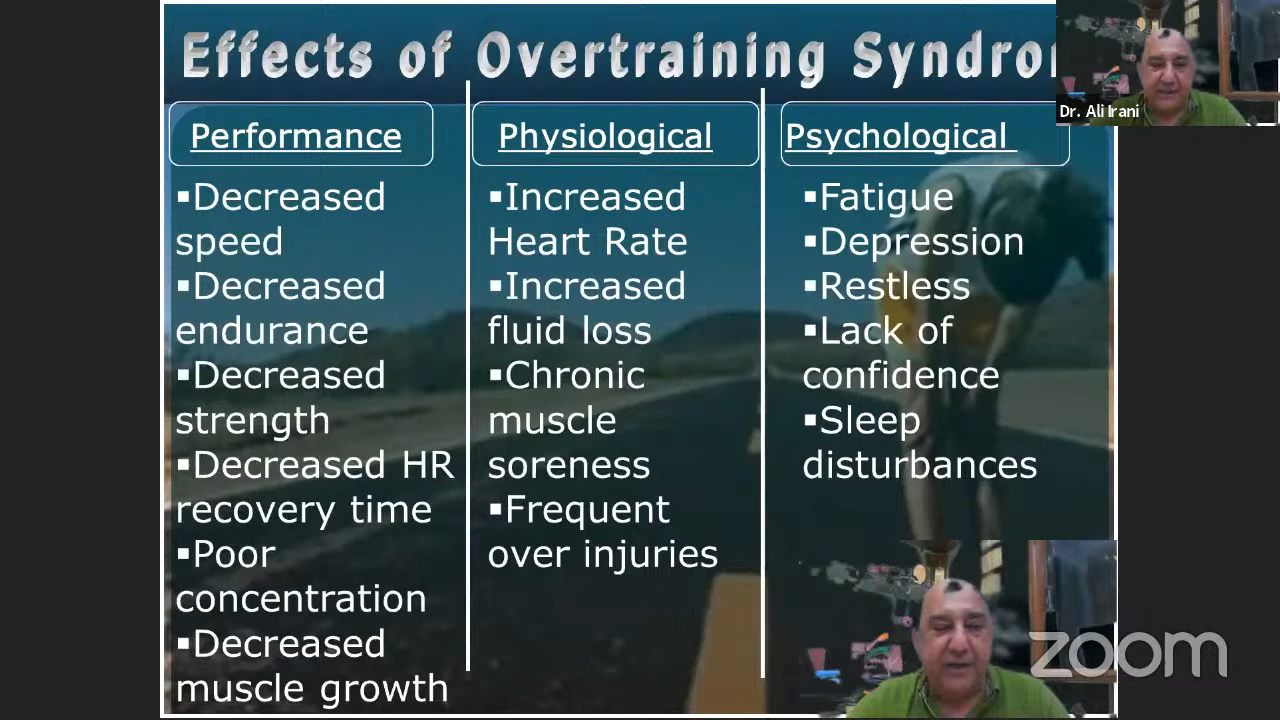 Effects of Overtraining Syndro
Dr. Ali Irani
Performance
▪Decreased
speed
▪Decreased
endurance
▪Decreased
strength
▪Decreased HR
recovery time
▪Poor
concentration
▪Decreased
muscle growth
Physiological
▪Increased
Heart Rate
▪Increased
fluid loss
▪Chronic
muscle
soreness
▪Frequent
over injuries
Psychological
▪Fatigue
▪Depression
▪Restless
▪Lack of
confidence
▪Sleep
disturbances
zoom